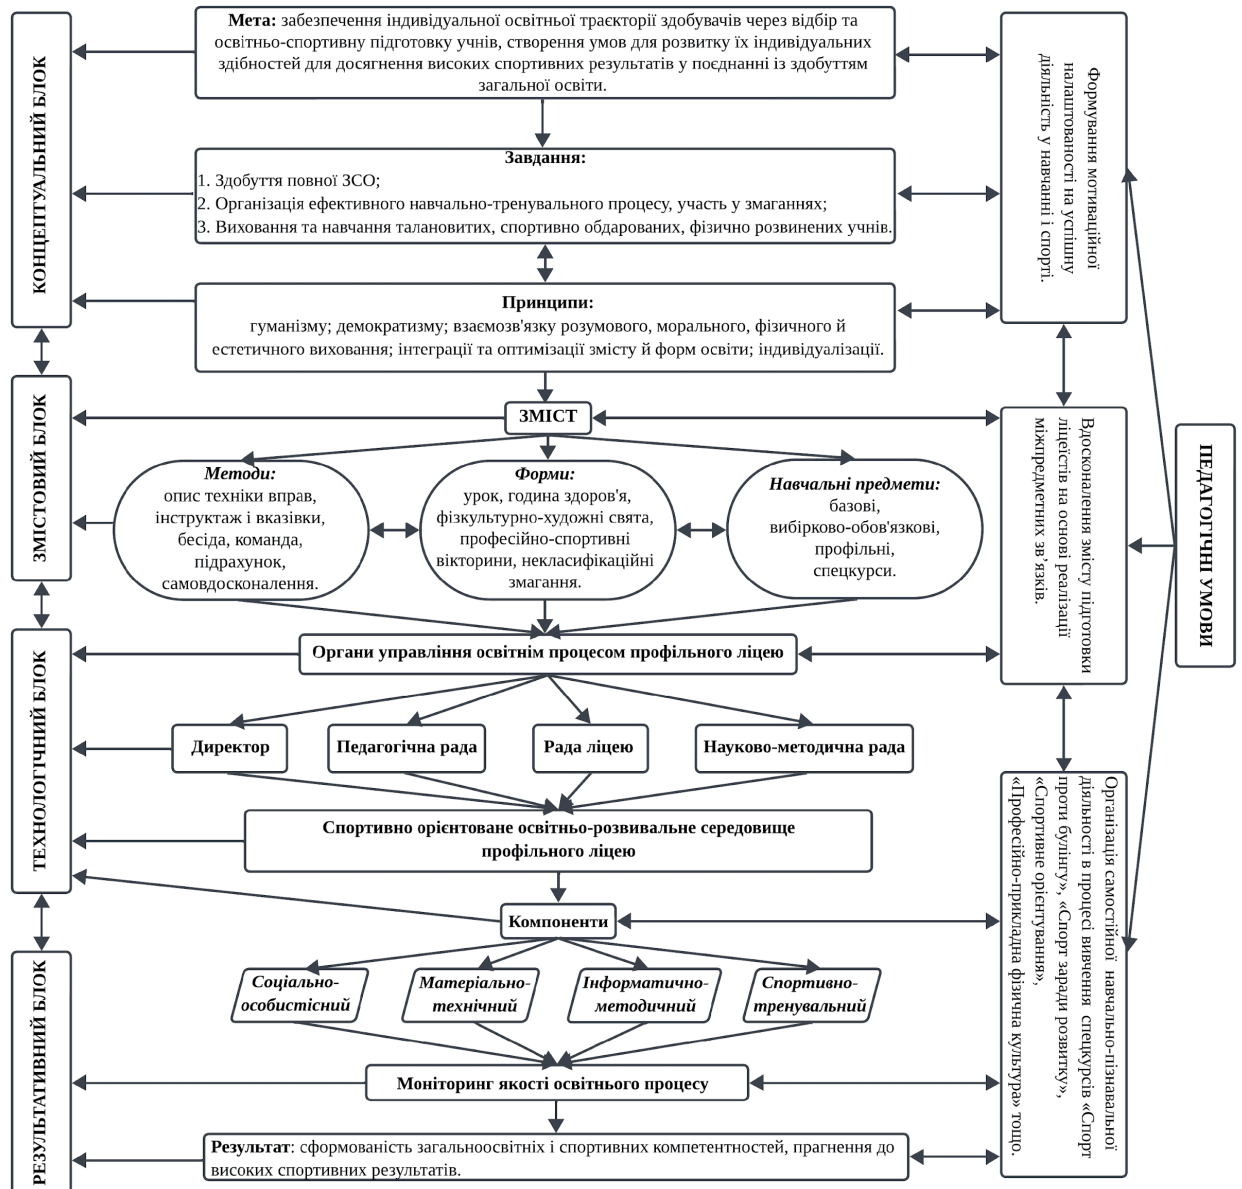 КОНЦЕПТУАЛЬНИЙ БЛОК
Мета: забезпечення індивідуальної освітньої траєкторії здобувачів через відбір та
освітньо-спортивну підготовку учнів, створення умов для розвитку їх індивідуальних
здібностей для досягнення високих спортивних результатів у поєднанні із здобуттям
загальної освіти.
Завдання:
1. Здобуття повної ЗСО;
2. Організація ефективного навчально-тренувального процесу, участь у змаганнях;
3. Виховання та навчання талановитих, спортивно обдарованих, фізично розвинених учнів.
Принципи:
гуманізму; демократизму; взаємозв'язку розумового, морального, фізичного й
естетичного виховання; інтеграції та оптимізації змісту й форм освіти; індивідуалізації.
Формування мотиваційної
налаштованості на успішну
діяльність у навчанні і спорті.
ЗМІСТОВИЙ БЛОК
ЗМІСТ
Методи:
опис техніки вправ,
інструктаж і вказівки,
бесіда, команда,
підрахунок,
самовдосконалення.
Форми:
урок, година здоров'я,
фізкультурно-художні свята,
професійно-спортивні
вікторини, некласифікаційні
змагання.
Навчальні предмети:
базові,
вибірково-обов'язкові,
профільні,
спецкурси.
Вдосконалення змісту підготовки
ліцеїстів на основі реалізації
міжпредметних зв’язків.
ПЕДАГОГІЧНІ УМОВИ
ТЕХНОЛОГІЧНИЙ БЛОК
Органи управління освітнім процесом профільного ліцею
Директор
Педагогічна рада
Рада ліцею
Науково-методична рада
Спортивно орієнтоване освітньо-розвивальне середовище
профільного ліцею
Компоненти
Соціально-
особистісний
Матеріально-
технічний
Інформатично-
методичний
Спортивно-
тренувальний
Організація самостійної навчально-пізнавальної
діяльності в процесі вивчення спецкурсів «Спорт
проти булінгу», «Спорт заради розвитку»,
«Спортивне орієнтування»,
«Професійно-прикладна фізична культура» тощо.
РЕЗУЛЬТАТИВНИЙ БЛОК
Моніторинг якості освітнього процесу
Результат: сформованість загальноосвітніх і спортивних компетентностей, прагнення до
високих спортивних результатів.